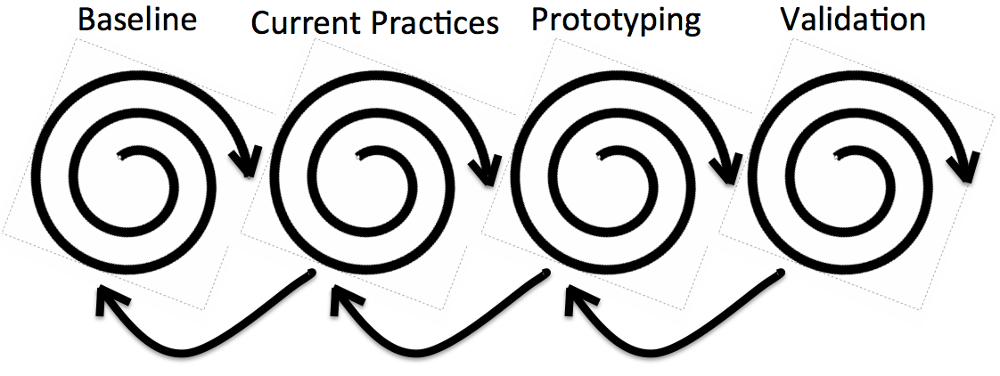 Baseline Current Practices Prototyping Validation